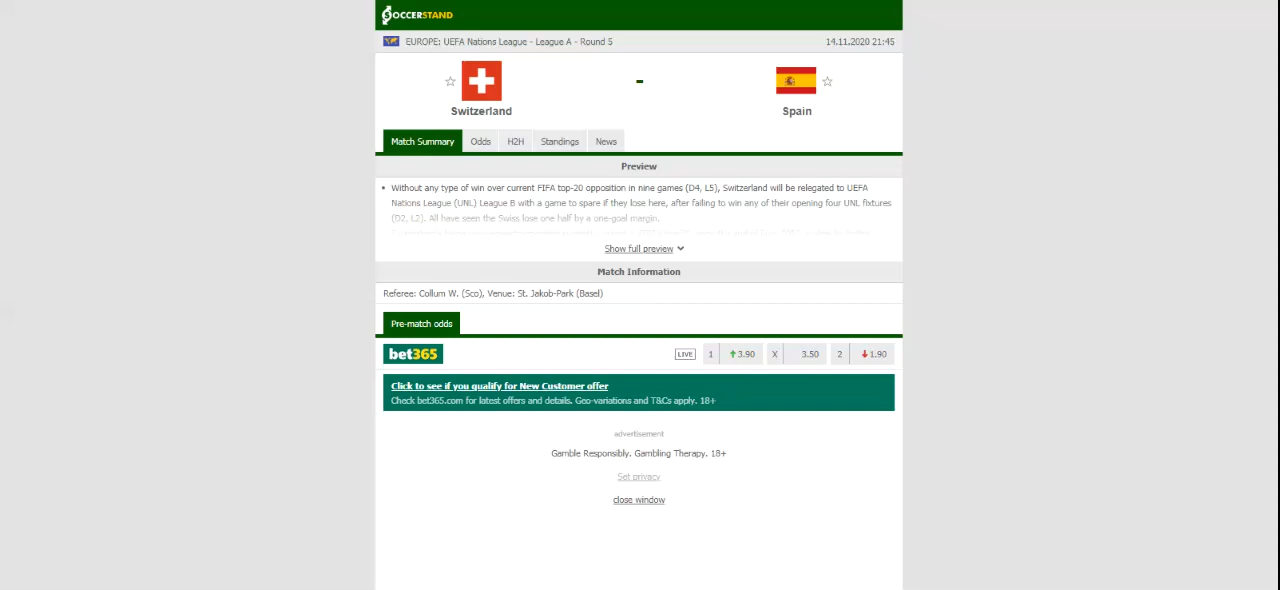 SOCCERSTAND
EUROPE: UEFA Nations League - League A - Round 5 14.11.2020 21:45
-
Switzerland Spain
Match Summary Odds H2H Standings News
Preview
• Without any type of win over current FIFA top-20 opposition in nine games (D4, L5), Switzerland will be relegated to UEFA
Nations League (UNL) League B with a game to spare if they lose here, after failing to win any of their opening four UNL fixtures
(D2, L2). All have seen the Swiss lose one half by a one-goal margin.
Show full preview
Match Information
Referee: Collum W. (Sco), Venue: St. Jakob-Park (Basel)
Pre-match odds
bet365 LIVE 1 3.90 X 3.50 2 1.90
Click to see if you qualify for New Customer offer
Check bet365.com for latest offers and details. Geo-variations and T&Cs apply. 18+
advertisement
Gamble Responsibly. Gambling Therapy. 18+
Set privacy
close window